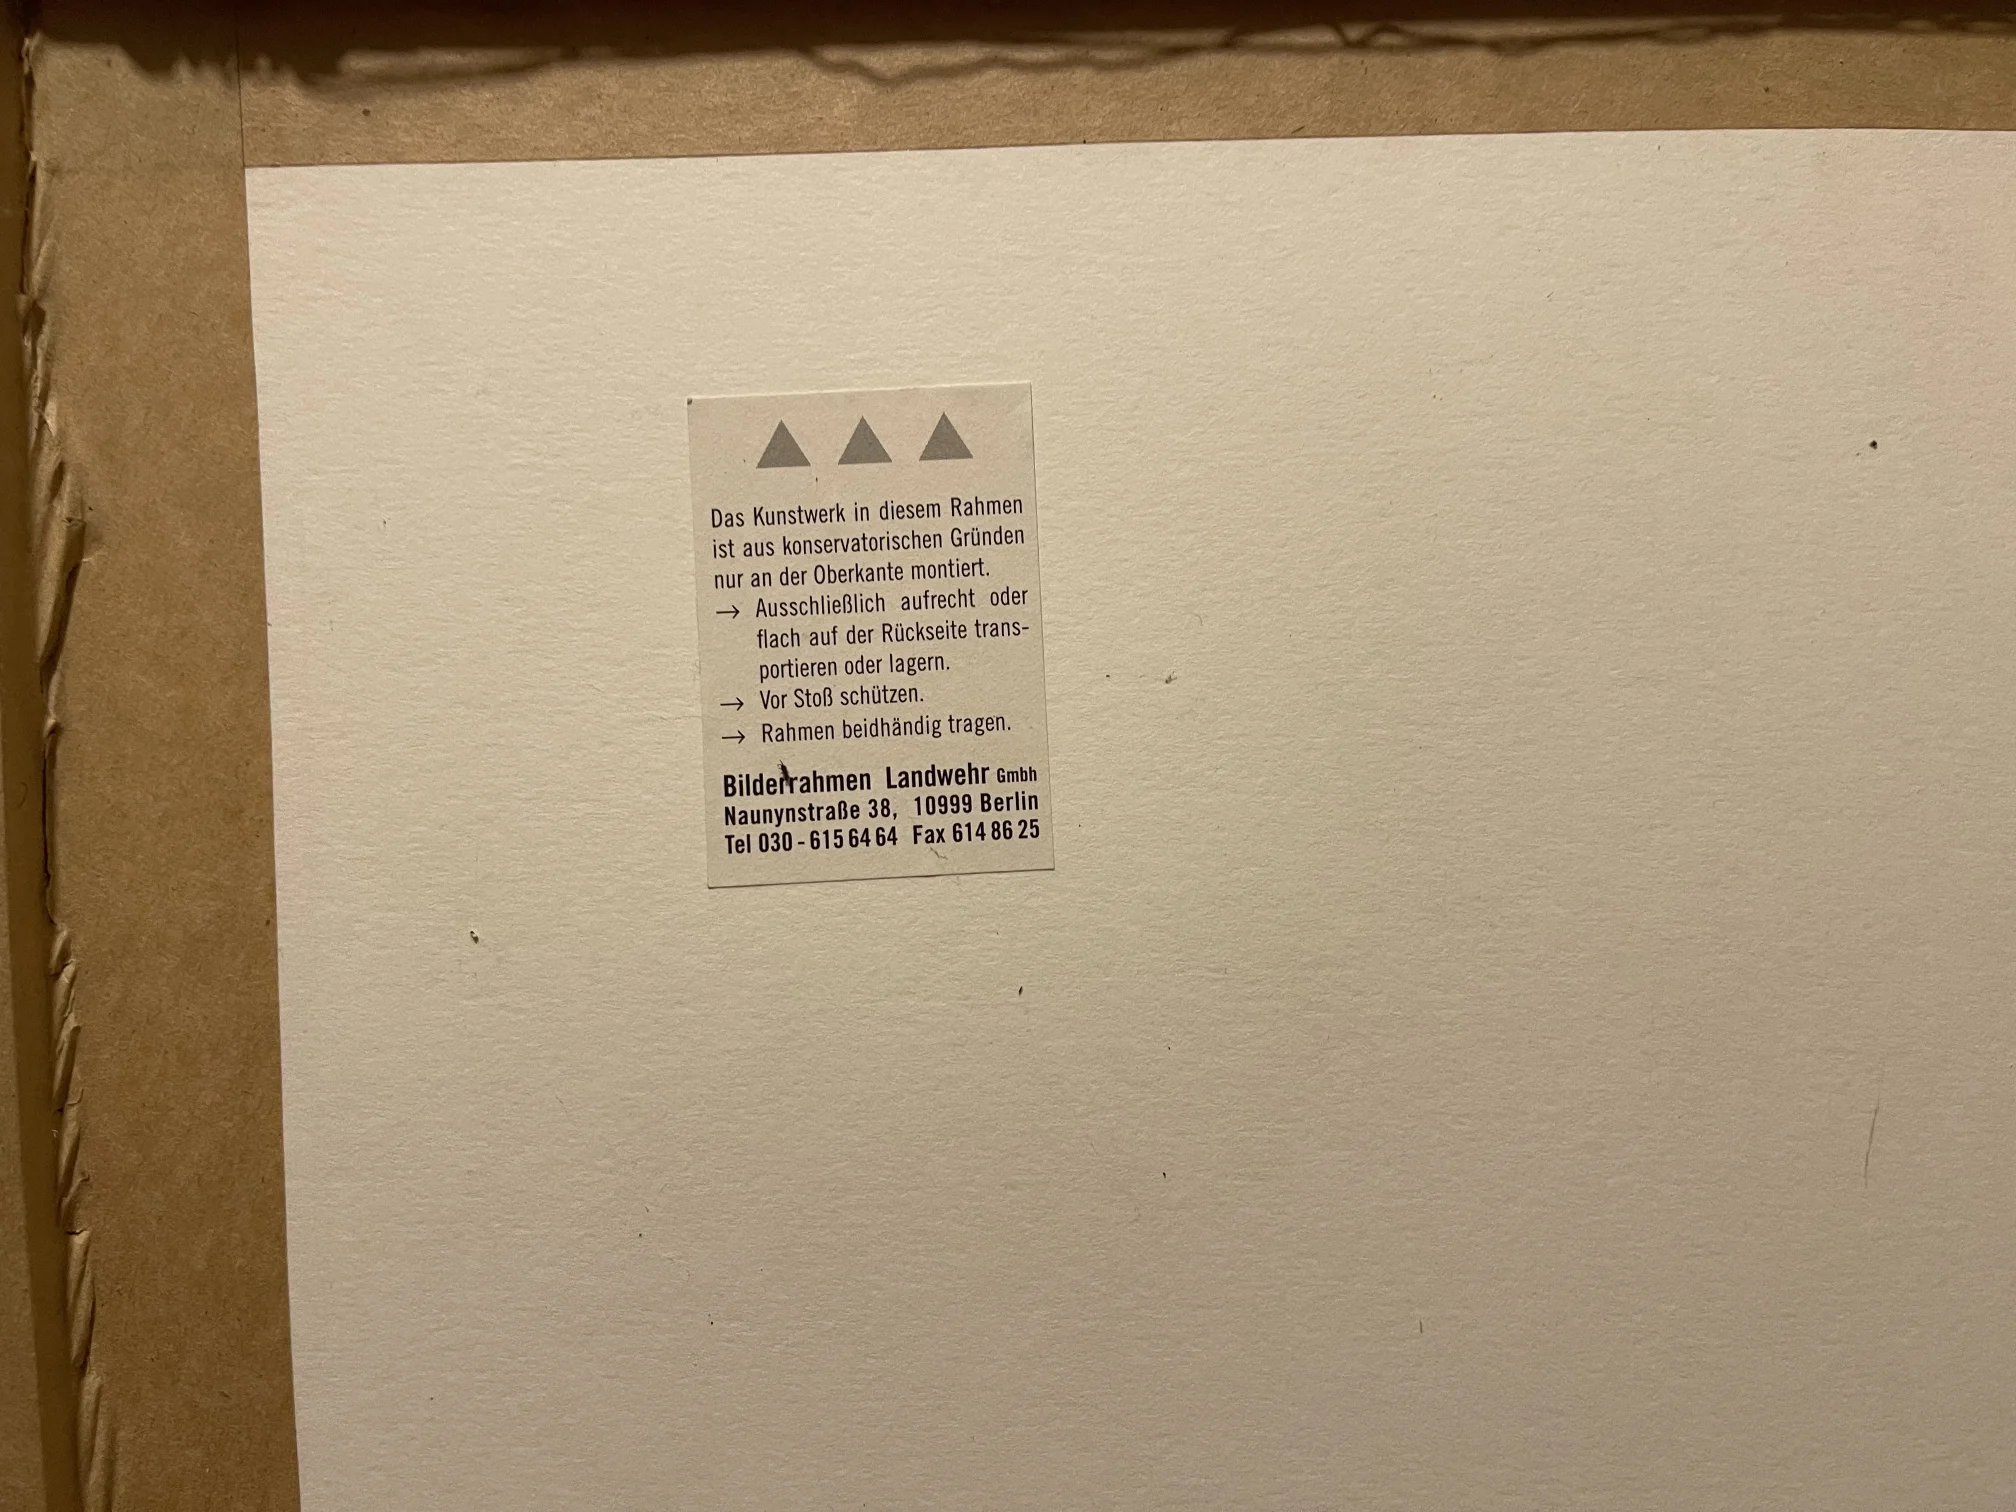 Das Kunstwerk in diesem Rahmen
ist aus konservatorischen Gründen
nur an der Oberkante montiert.
→ Ausschließlich aufrecht oder
flach auf der Rückseite trans-
portieren oder lagern.
→ Vor Stoß schützen.
→ Rahmen beidhändig tragen.
Bilderrahmen Landwehr Gmbh
Naunynstraße 38, 10999 Berlin
Tel 030 - 615 64 64 Fax 614 86 25